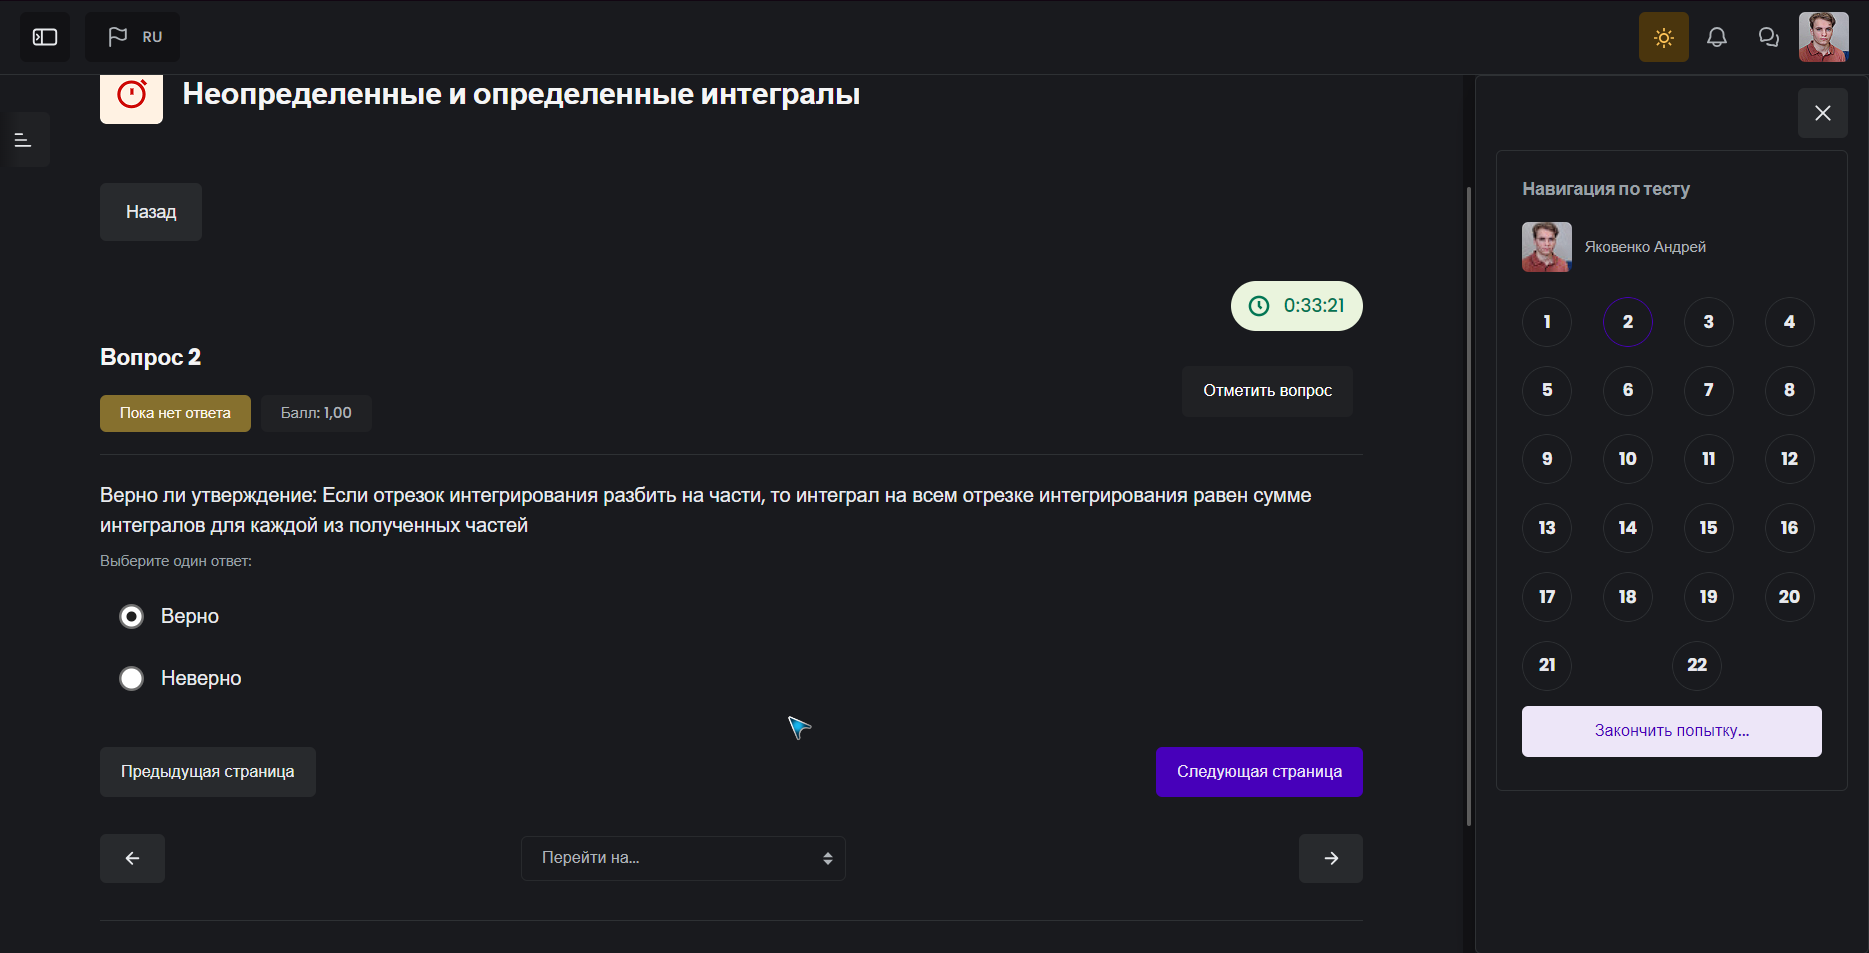 RU
Неопределенные и определенные интегралы
Назад
0:33:21
Вопрос 2
Пока нет ответа
Балл: 1,00
Отметить вопрос
Верно ли утверждение: Если отрезок интегрирования разбить на части, то интеграл на всем отрезке интегрирования равен сумме
интегралов для каждой из полученных частей
Выберите один ответ:
Верно
Неверно
Предыдущая страница
Следующая страница
Перейти на...
Навигация по тесту
Яковенко Андрей
1 2 3 4
5 6 7 8
9 10 11 12
13 14 15 16
17 18 19 20
21 22
Закончить попытку...